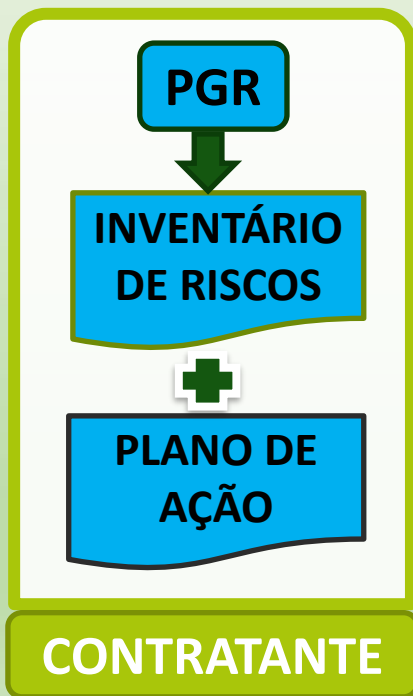 PGR
INVENTÁRIO
DE RISCOS
PLANO DE
AÇÃO
CONTRATANTE